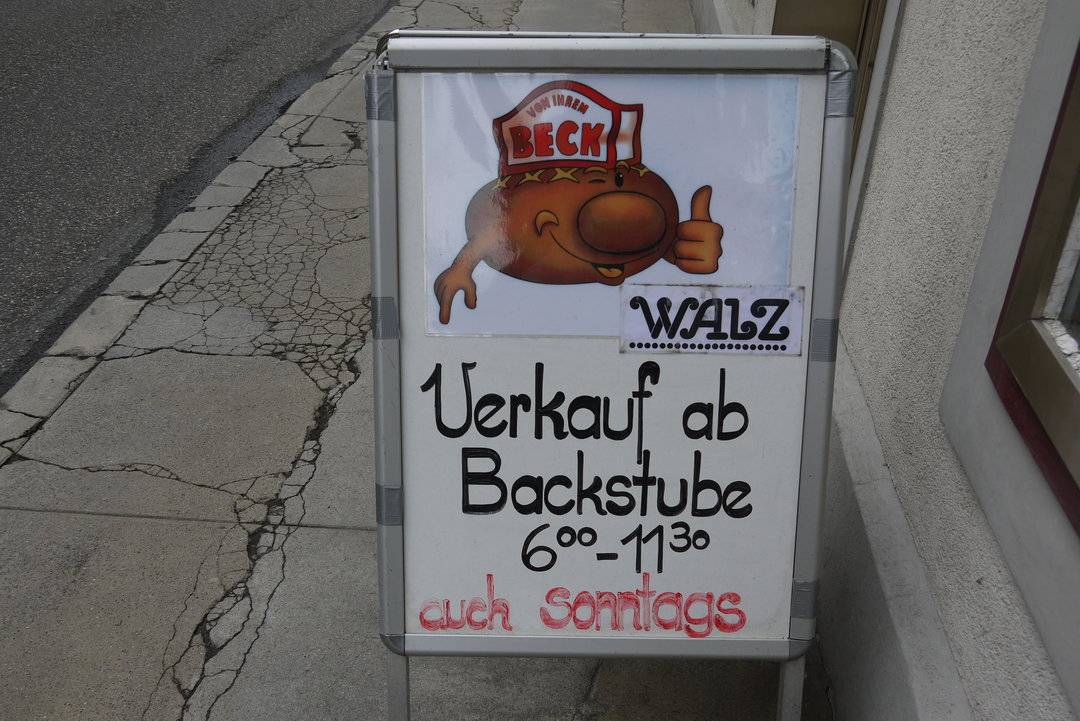 VON IHREM
BECK
WALZ
Verkauf ab
Backstube
6⁰⁰-11³⁰
auch Sonntags